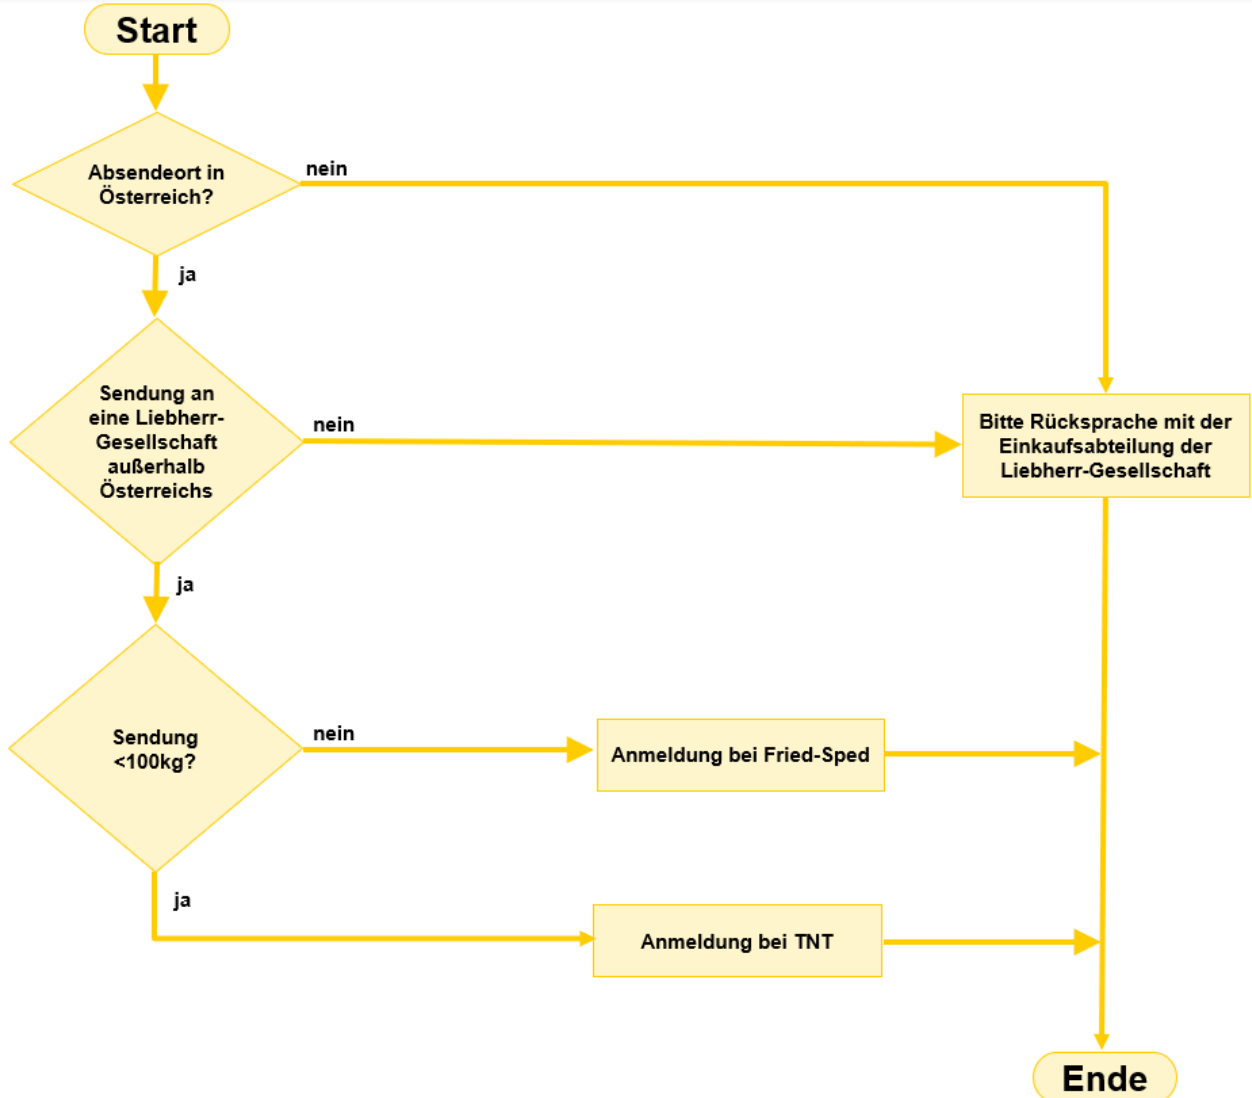 Start
Absendeort in
Österreich?
nein
ja
Sendung an
eine Liebherr-
Gesellschaft
außerhalb
Österreichs
nein
Bitte Rücksprache mit der
Einkaufsabteilung der
Liebherr-Gesellschaft
ja
Sendung
<100kg?
nein
Anmeldung bei Fried-Sped
ja
Anmeldung bei TNT
Ende